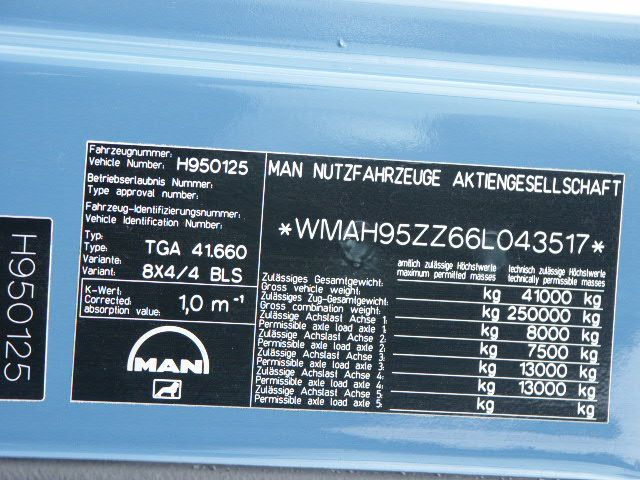 Fahrzeugnummer:
Vehicle Number: H950125
Betriebserlaubnis Nummer:
Type approval number:
Fahrzeug-Identifizierungsnummer:
Vehicle Identification Number:
Typ:
Type: TGA 41.660
Variante:
Variant: 8X4/4 BLS
K-Wert:
Corrected absorption value: 1,0 m⁻¹
MAN
MAN NUTZFAHRZEUGE AKTIENGESELLSCHAFT
*WMAH95ZZ66L043517*
amtlich zulässige Höchstwerte technisch zulässige Höchstwerte
maximum permitted masses technically permissible masses
Zulässiges Gesamtgewicht:
Gross vehicle weight: kg 41000 kg
Zulässiges Zug-Gesamtgewicht:
Gross combination weight: kg 250000 kg
Zulässige Achslast Achse 1:
Permissible axle load axle 1: kg 8000 kg
Zulässige Achslast Achse 2:
Permissible axle load axle 2: kg 7500 kg
Zulässige Achslast Achse 3:
Permissible axle load axle 3: kg 13000 kg
Zulässige Achslast Achse 4:
Permissible axle load axle 4: kg 13000 kg
Zulässige Achslast Achse 5:
Permissible axle load axle 5: kg kg
H950125